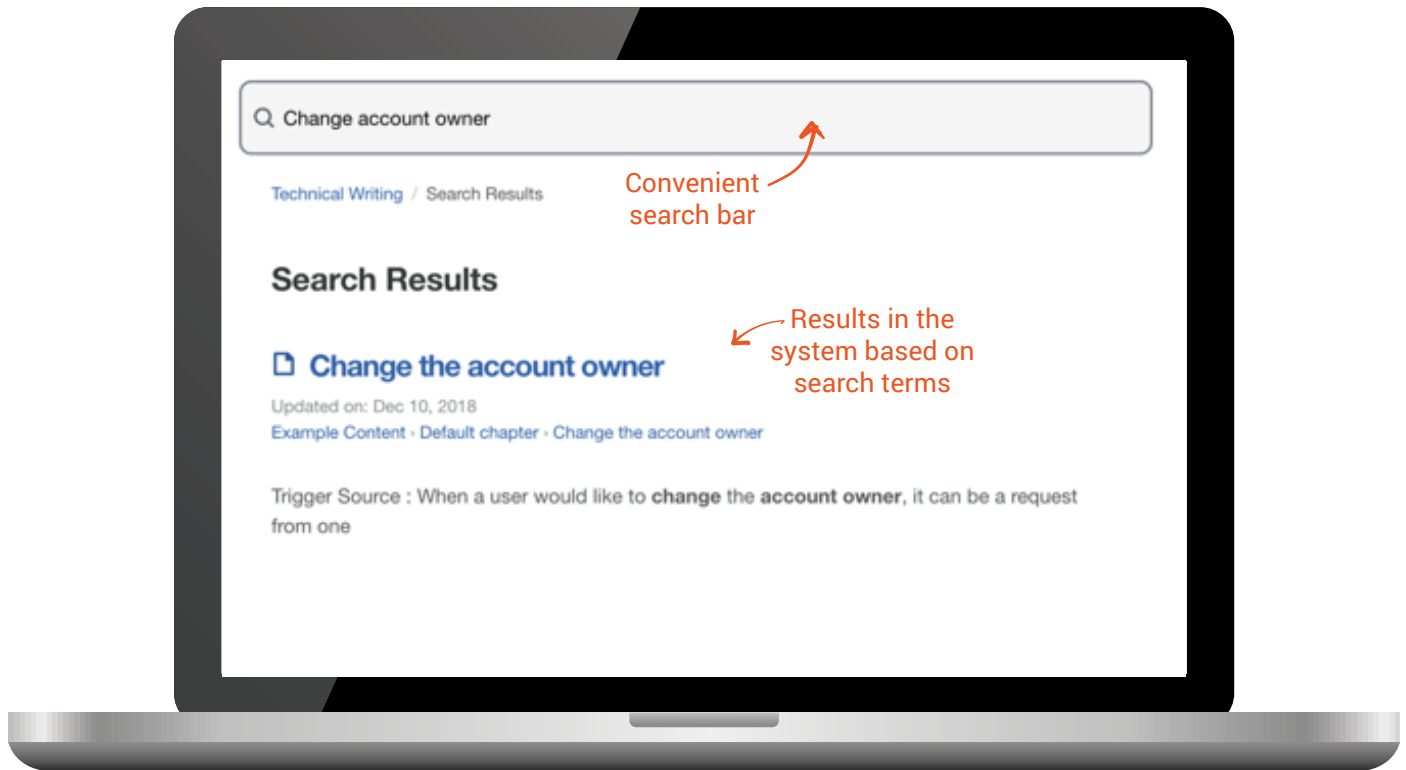 Change account owner
Convenient
search bar
Technical Writing / Search Results
Search Results
Results in the
system based on
search terms
Change the account owner
Updated on: Dec 10, 2018
Example Content › Default chapter › Change the account owner
Trigger Source : When a user would like to change the account owner, it can be a request
from one